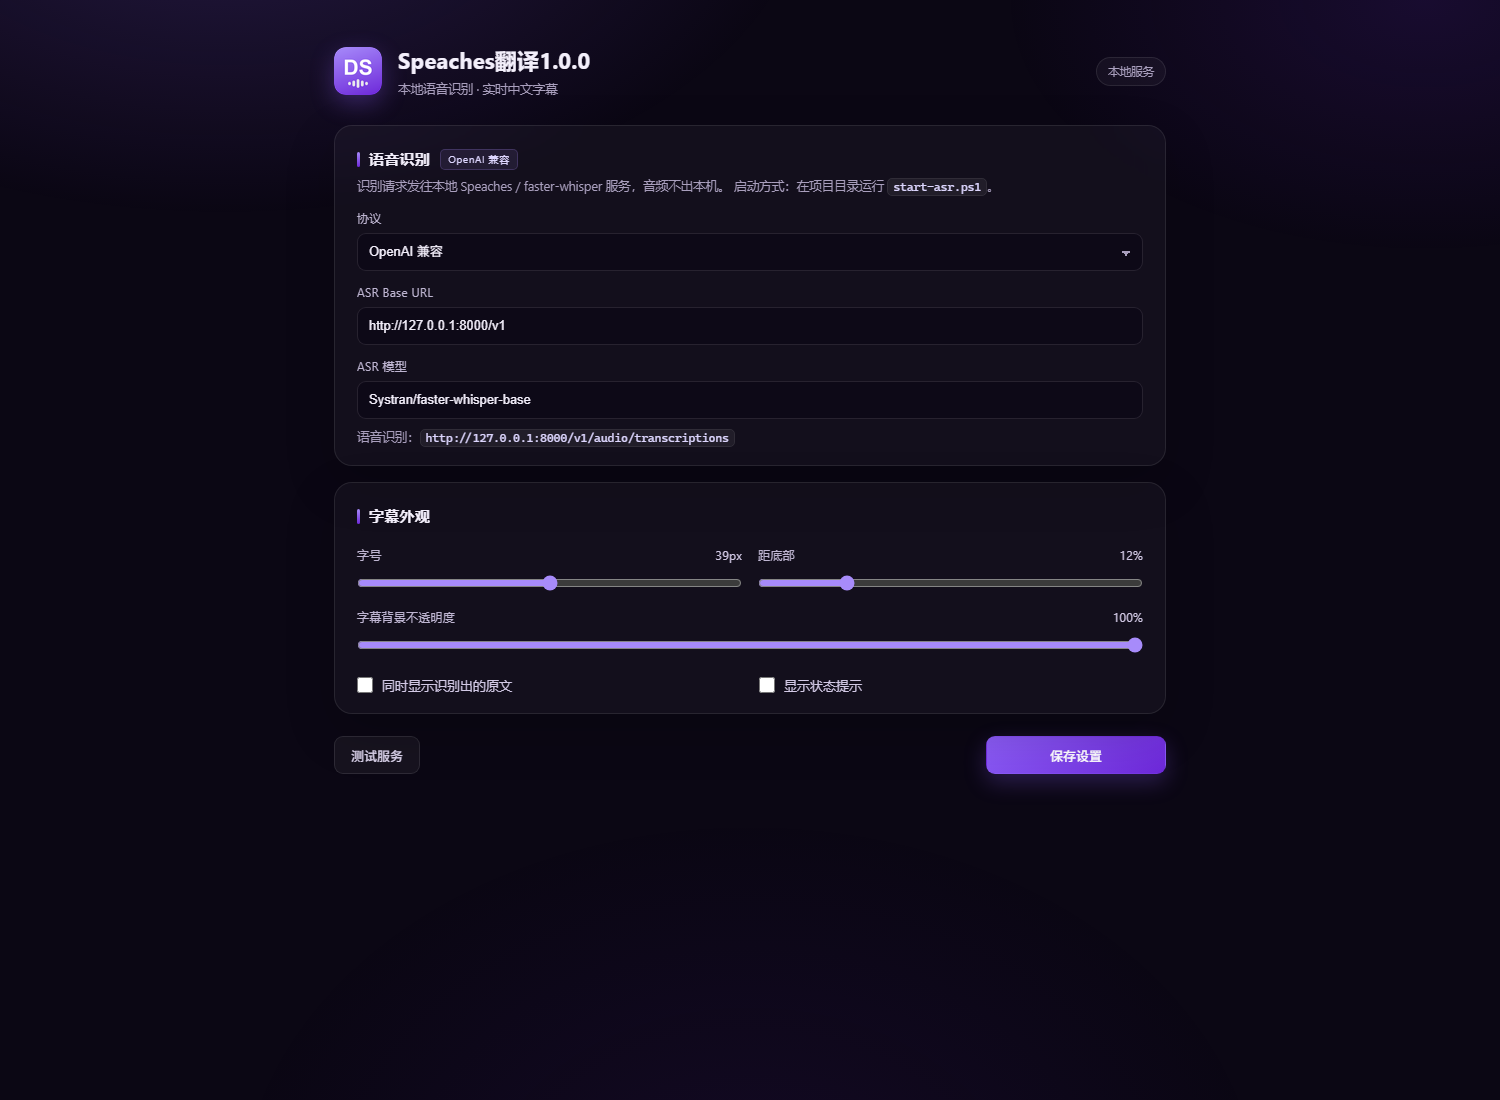 DS
Speaches翻译1.0.0
本地语音识别 · 实时中文字幕
本地服务
语音识别 OpenAI 兼容
识别请求发往本地 Speaches / faster-whisper 服务，音频不出本机。 启动方式：在项目目录运行 start-asr.ps1。
协议
OpenAI 兼容
ASR Base URL
http://127.0.0.1:8000/v1
ASR 模型
Systran/faster-whisper-base
语音识别： http://127.0.0.1:8000/v1/audio/transcriptions
字幕外观
字号 39px 距底部 12%
字幕背景不透明度 100%
同时显示识别出的原文 显示状态提示
测试服务 保存设置